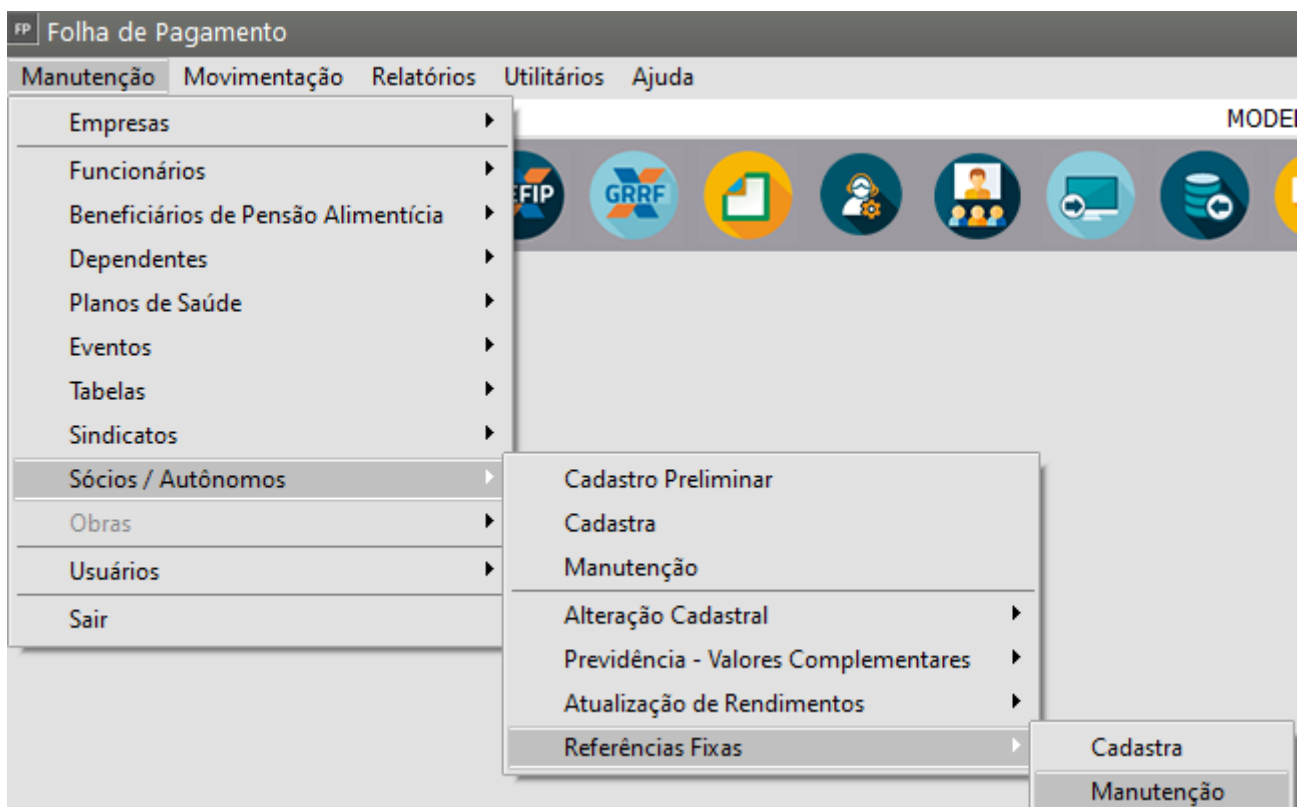 FP Folha de Pagamento
Manutenção Movimentação Relatórios Utilitários Ajuda
Empresas
Funcionários
Beneficiários de Pensão Alimentícia
Dependentes
Planos de Saúde
Eventos
Tabelas
Sindicatos
Sócios / Autônomos
Obras
Usuários
Sair
GRRF
Cadastro Preliminar
Cadastra
Manutenção
Alteração Cadastral
Previdência - Valores Complementares
Atualização de Rendimentos
Referências Fixas
Cadastra
Manutenção